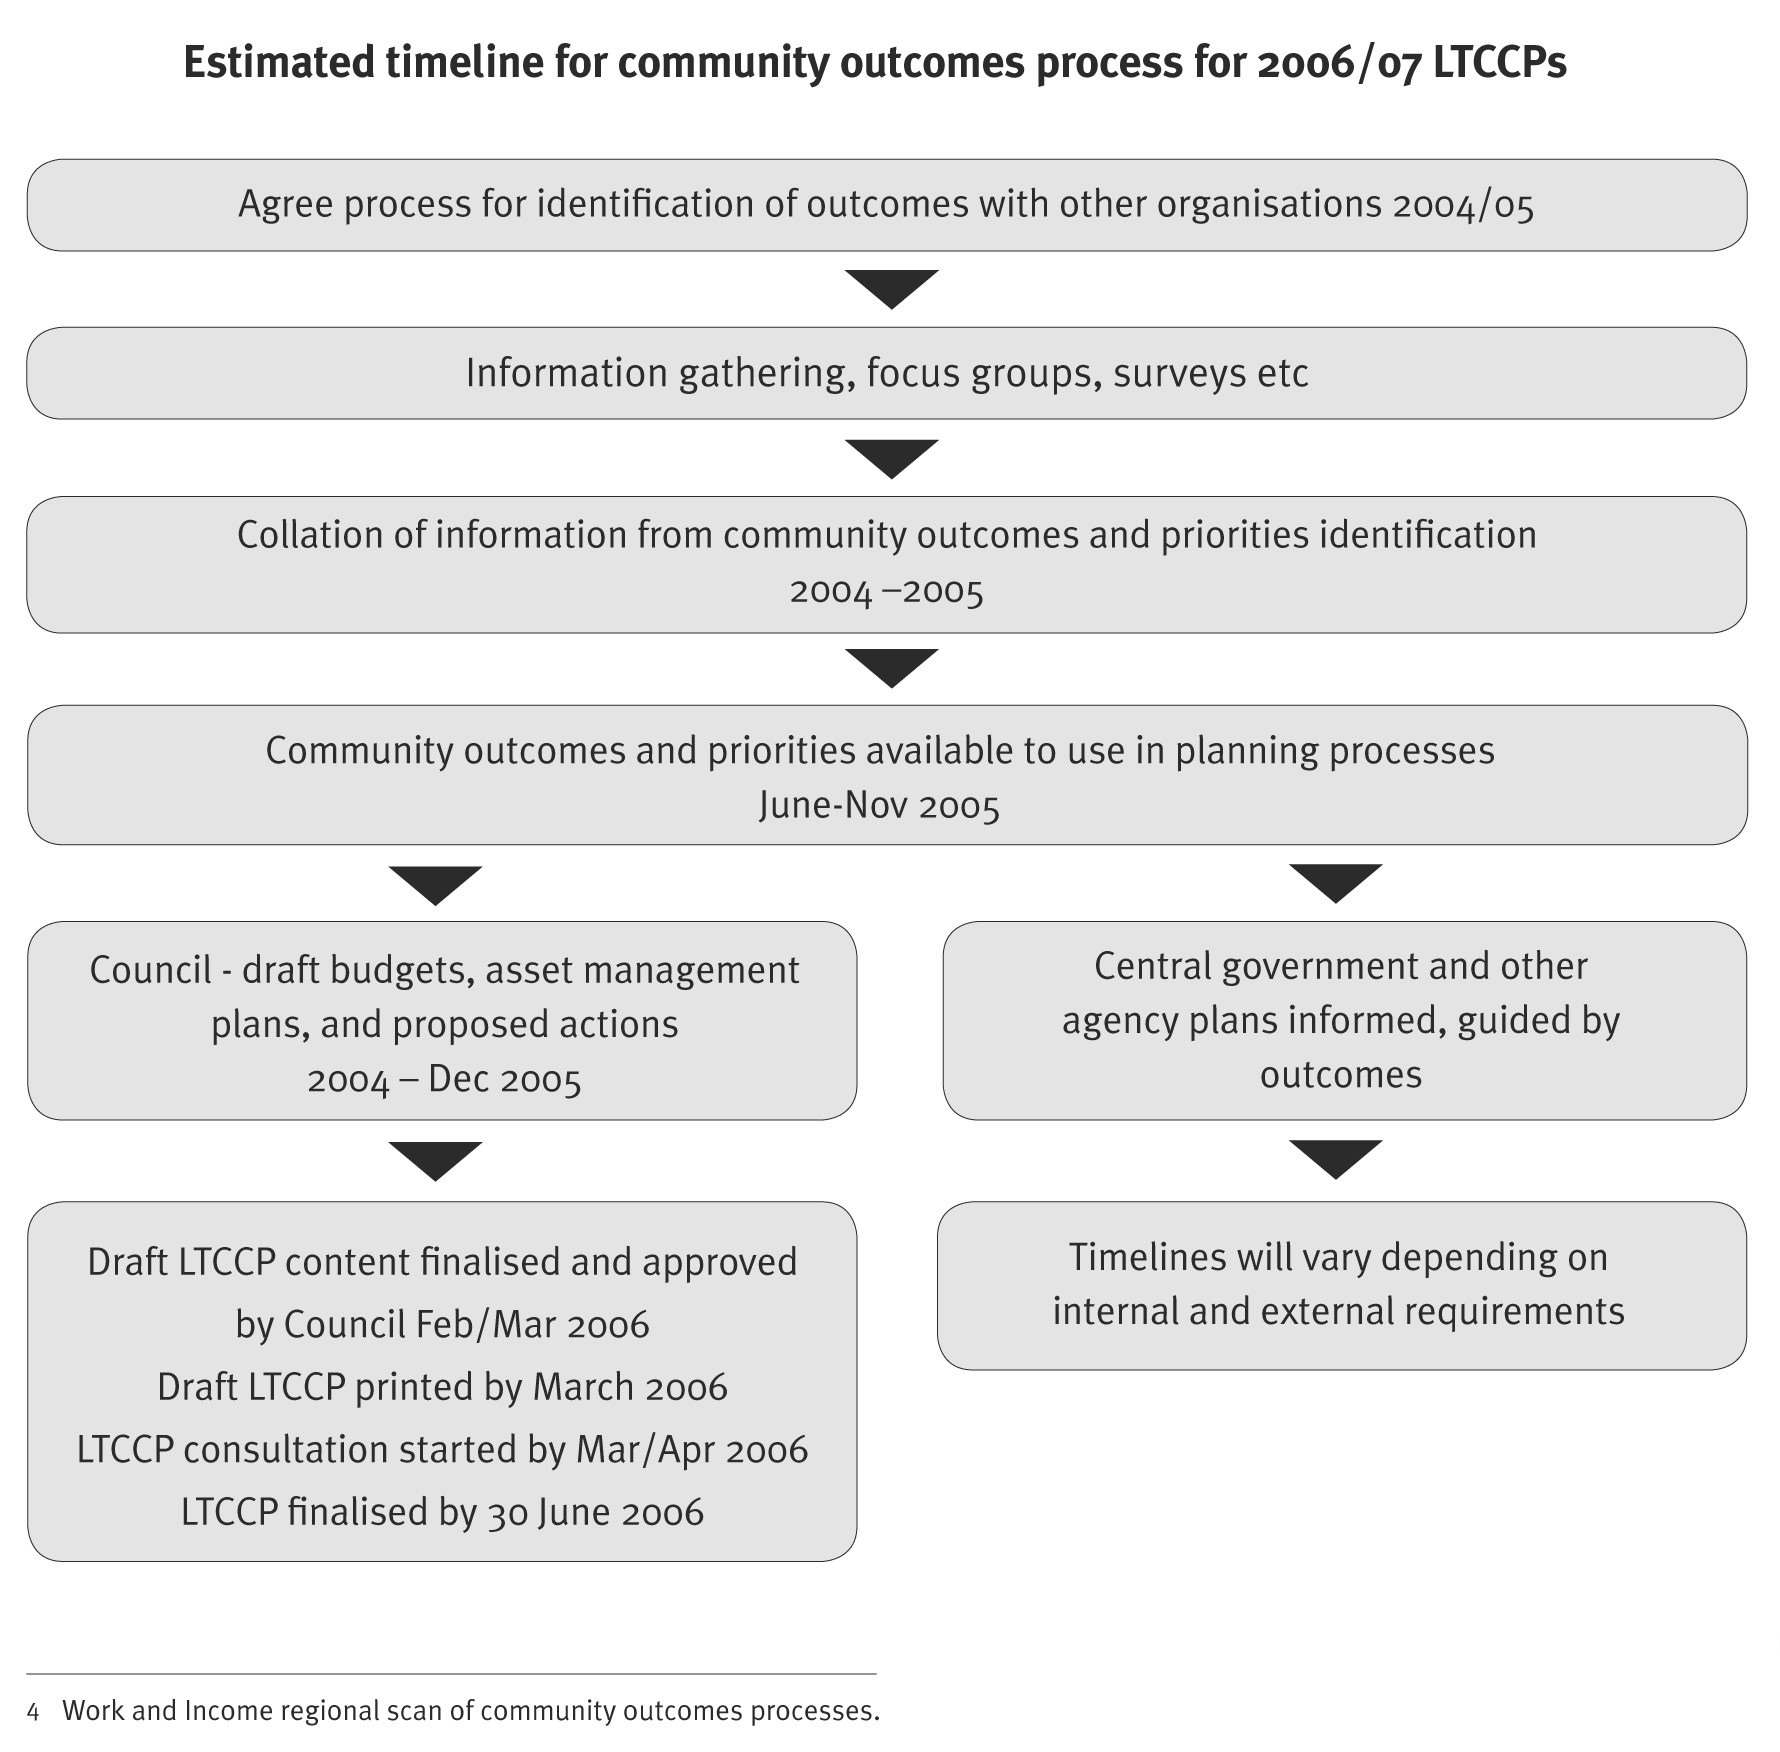 Estimated timeline for community outcomes process for 2006/07 LTCCPs
Agree process for identification of outcomes with other organisations 2004/05
Information gathering, focus groups, surveys etc
Collation of information from community outcomes and priorities identification
2004 –2005
Community outcomes and priorities available to use in planning processes
June-Nov 2005
Council - draft budgets, asset management
plans, and proposed actions
2004 – Dec 2005
Central government and other
agency plans informed, guided by
outcomes
Draft LTCCP content finalised and approved
by Council Feb/Mar 2006
Draft LTCCP printed by March 2006
LTCCP consultation started by Mar/Apr 2006
LTCCP finalised by 30 June 2006
Timelines will vary depending on
internal and external requirements
4 Work and Income regional scan of community outcomes processes.